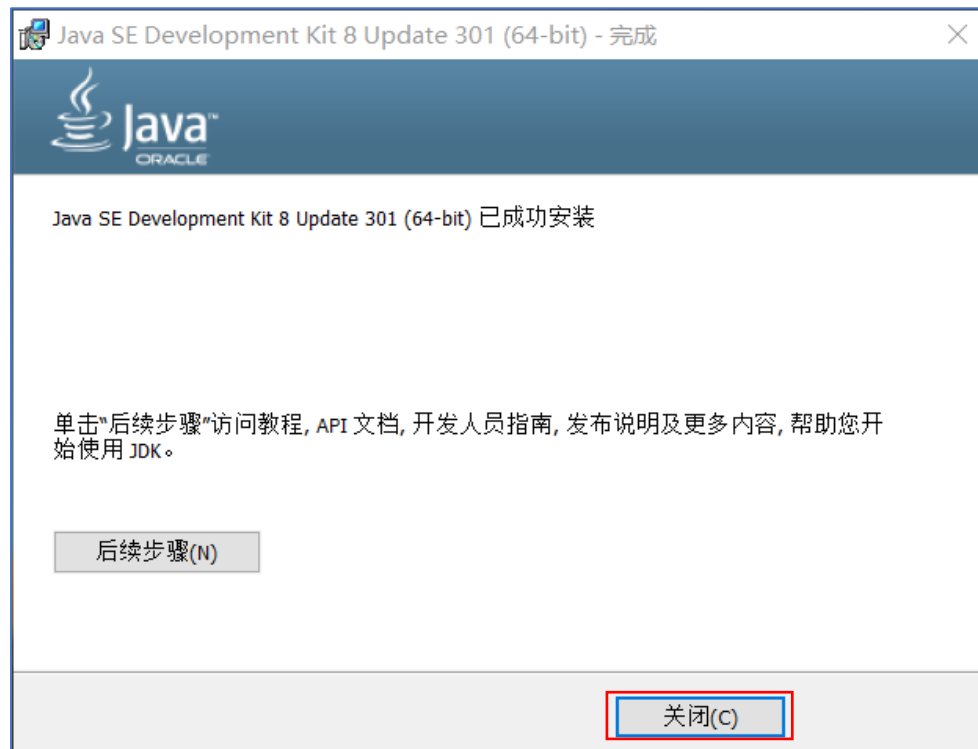 Java SE Development Kit 8 Update 301 (64-bit) - 完成
Java™
ORACLE
Java SE Development Kit 8 Update 301 (64-bit) 已成功安装
单击“后续步骤”访问教程, API 文档, 开发人员指南, 发布说明及更多内容, 帮助您开
始使用 JDK。
后续步骤(N)
关闭(C)